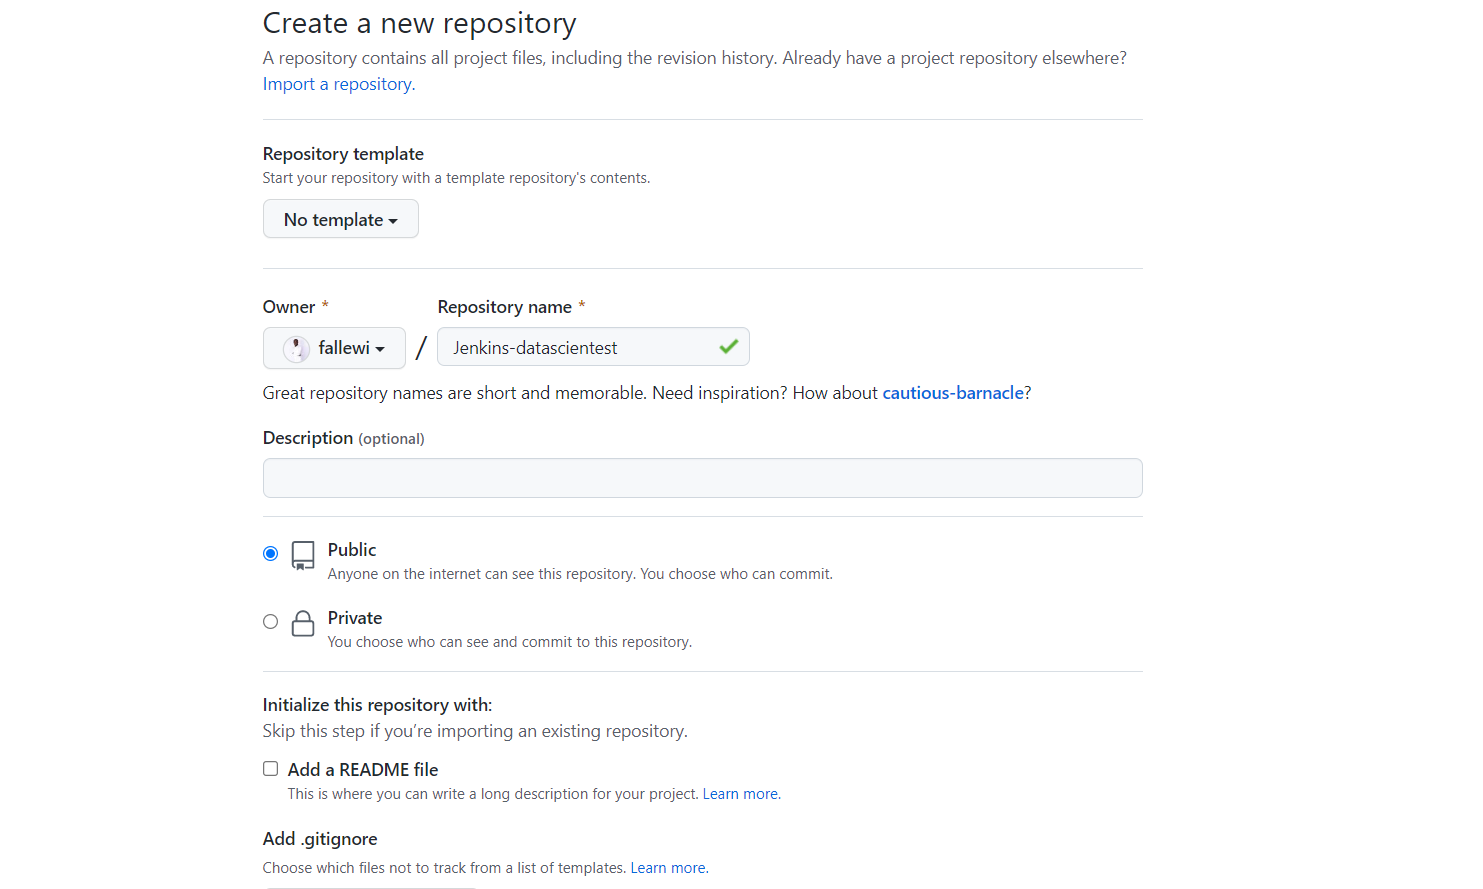 Create a new repository
A repository contains all project files, including the revision history. Already have a project repository elsewhere?
Import a repository.
Repository template
Start your repository with a template repository's contents.
No template
Owner * Repository name *
fallewi / Jenkins-datascientest
Great repository names are short and memorable. Need inspiration? How about cautious-barnacle?
Description (optional)
Public
Anyone on the internet can see this repository. You choose who can commit.
Private
You choose who can see and commit to this repository.
Initialize this repository with:
Skip this step if you’re importing an existing repository.
Add a README file
This is where you can write a long description for your project. Learn more.
Add .gitignore
Choose which files not to track from a list of templates. Learn more.